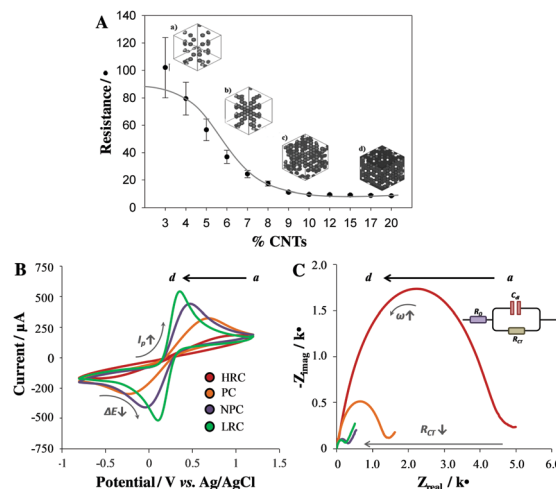 A
Resistance/•
140
120
100
80
60
40
20
0
a)
b)
c)
d)
3 4 5 6 7 8 9 10 12 15 17 20
% CNTs
B
d a
Current/ µA
750
500
250
0
-250
-500
-750
Ip↑
ΔE↓
HRC
PC
NPC
LRC
-1 -0.5 0 0.5 1 1.5
Potential/ V vs. Ag/AgCl
C
d a
-Zimag/ k•
2.0
1.5
1.0
0.5
0
ω↑
RΩ
Cdl
RCT
RCT ↓
0 1.0 2.0 3.0 4.0 5.0 6.0
Zreal / k•